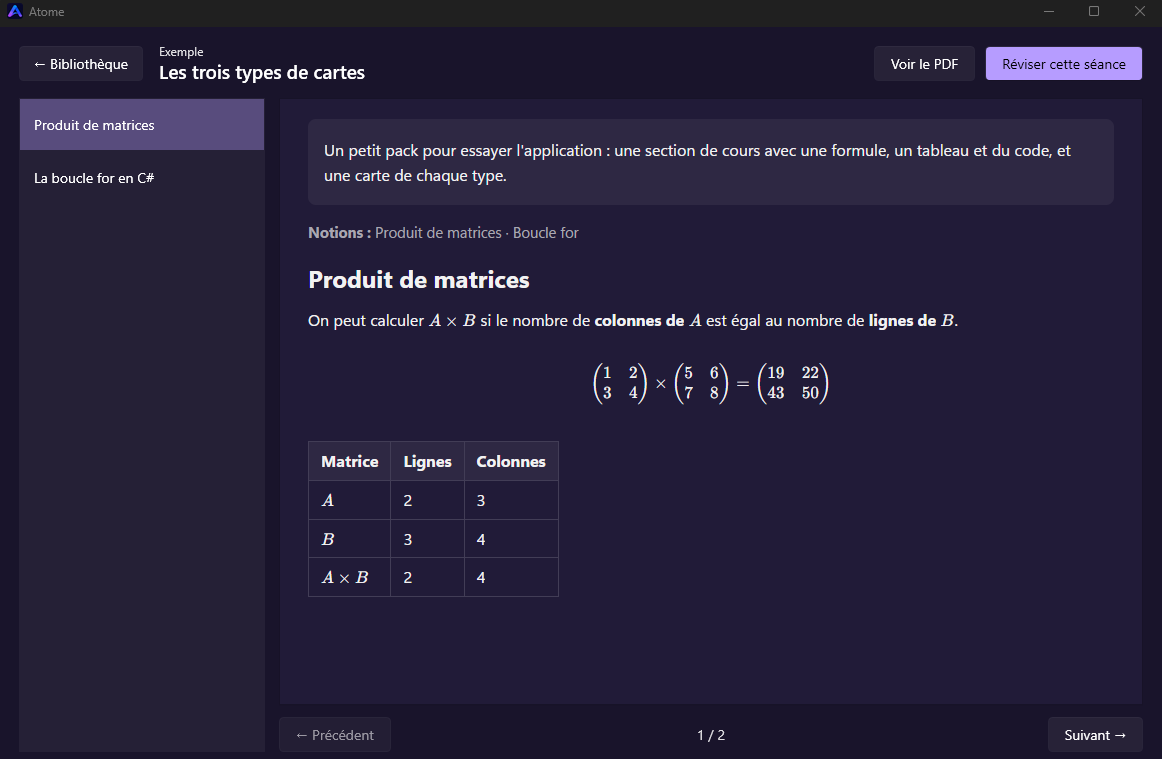 Atome
← Bibliothèque
Exemple
Les trois types de cartes
Voir le PDF
Réviser cette séance
Produit de matrices
La boucle for en C#
Un petit pack pour essayer l'application : une section de cours avec une formule, un tableau et du code, et
une carte de chaque type.
Notions : Produit de matrices · Boucle for
Produit de matrices
On peut calculer A × B si le nombre de colonnes de A est égal au nombre de lignes de B.
(1 2
3 4) × (5 6
7 8) = (19 22
43 50)
Matrice Lignes Colonnes
A 2 3
B 3 4
A × B 2 4
← Précédent
1 / 2
Suivant →